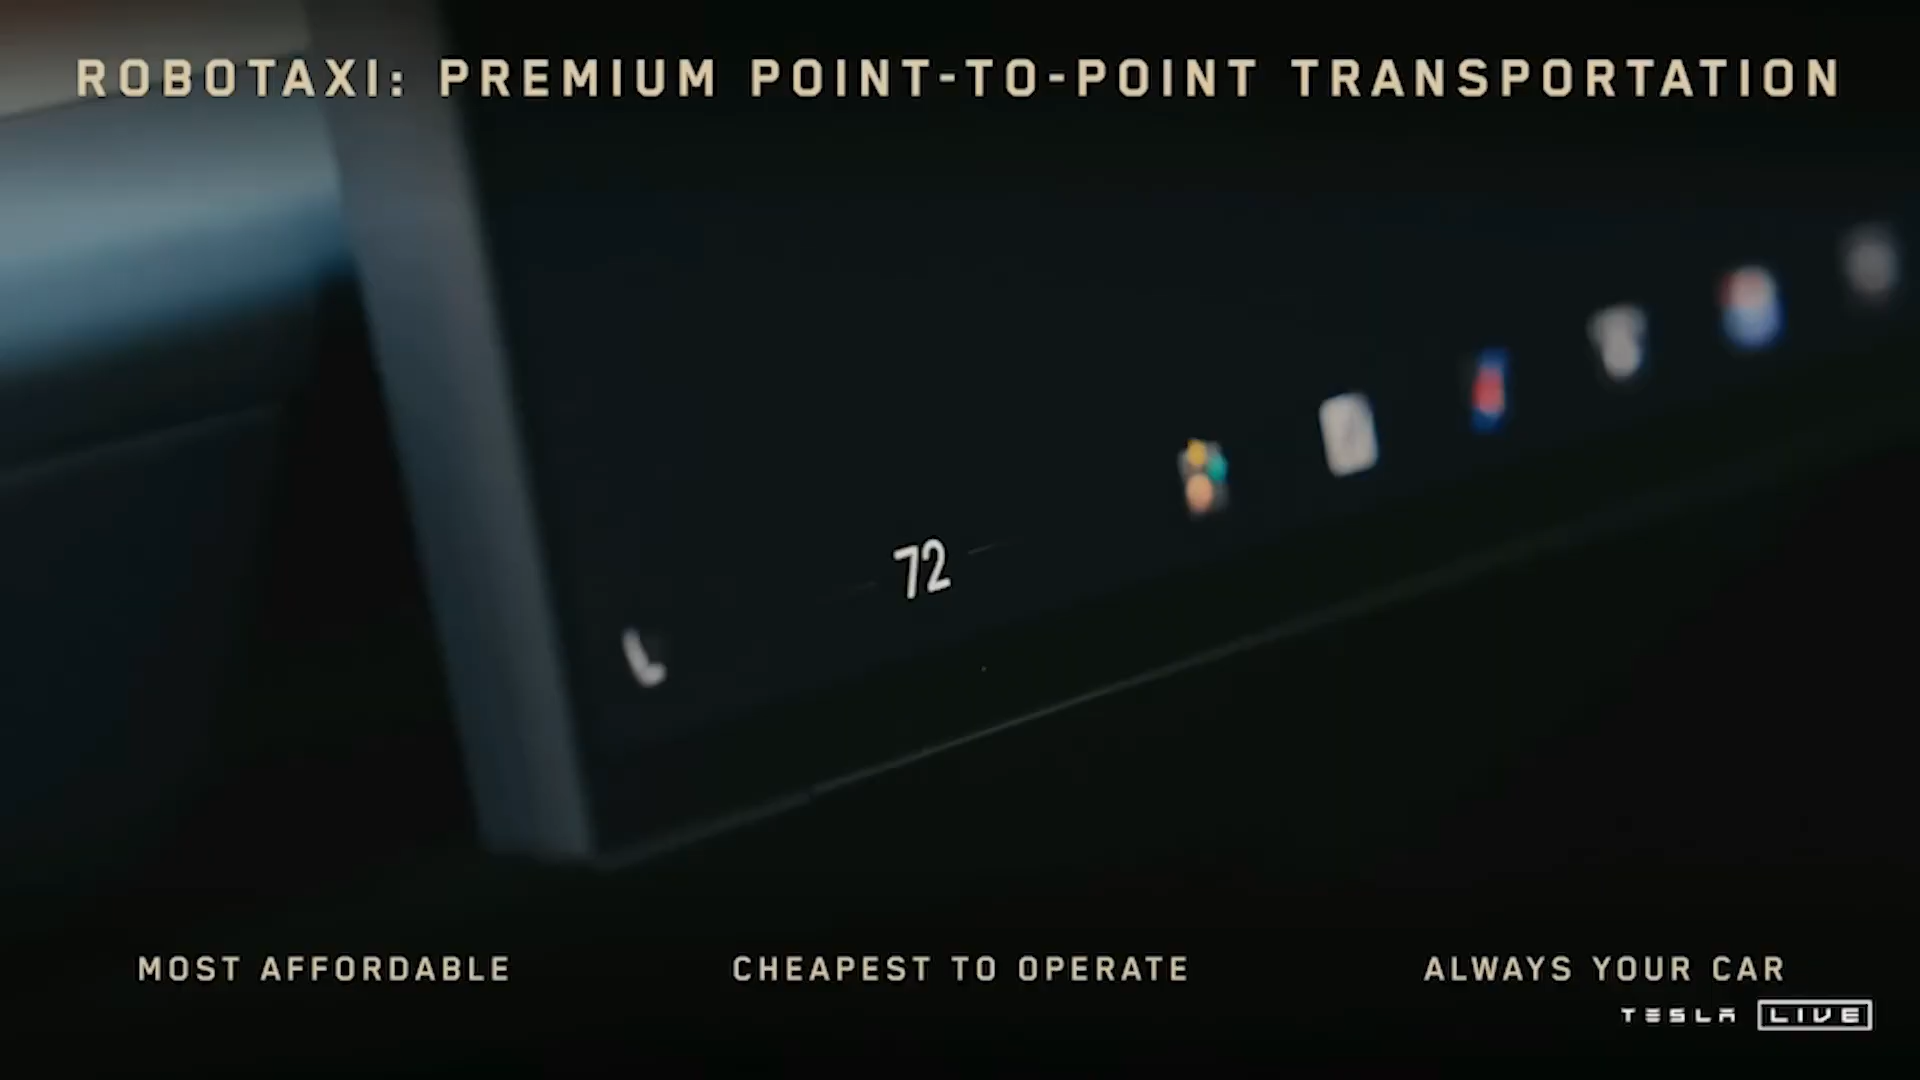 ROBOTAXI: PREMIUM POINT-TO-POINT TRANSPORTATION
72
MOST AFFORDABLE
CHEAPEST TO OPERATE
ALWAYS YOUR CAR
TESLA LIVE